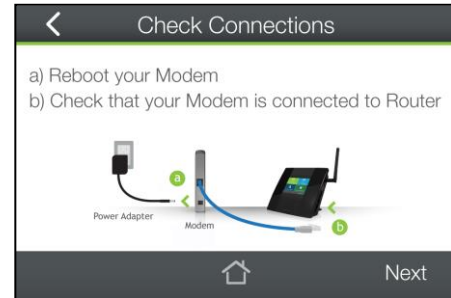 Check Connections
a) Reboot your Modem
b) Check that your Modem is connected to Router
a
Power Adapter
Modem
b
Next